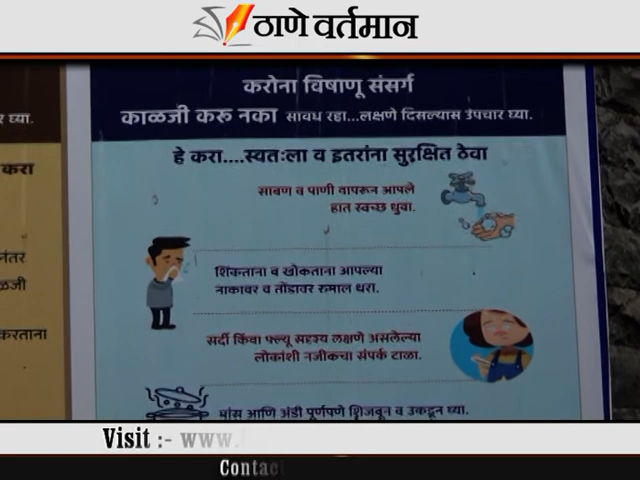 ठाणे वर्तमान
करोना विषाणू संसर्ग
काळजी करू नका सावध रहा...लक्षणे दिसल्यास उपचार घ्या.
हे करा....स्वतःला व इतरांना सुरक्षित ठेवा
साबण व पाणी वापरून आपले
हात स्वच्छ धुवा.
शिंकताना व खोकताना आपल्या
नाकावर व तोंडावर रुमाल धरा.
सर्दी किंवा फ्ल्यू सदृश्य लक्षणे असलेल्या
लोकांशी नजीकचा संपर्क टाळा.
मांस आणि अंडी पूर्णपणे शिजवून व उकडून घ्या.
घ्या.
करा
करताना
Visit :- www.
Contact